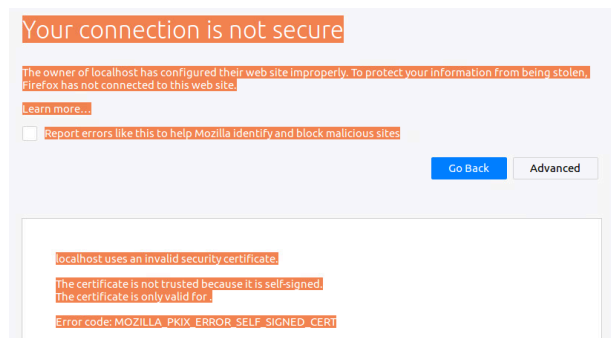 Your connection is not secure
The owner of localhost has configured their web site improperly. To protect your information from being stolen,
Firefox has not connected to this web site.
Learn more…
Report errors like this to help Mozilla identify and block malicious sites
Go Back
Advanced
localhost uses an invalid security certificate.
The certificate is not trusted because it is self-signed.
The certificate is only valid for .
Error code: MOZILLA_PKIX_ERROR_SELF_SIGNED_CERT